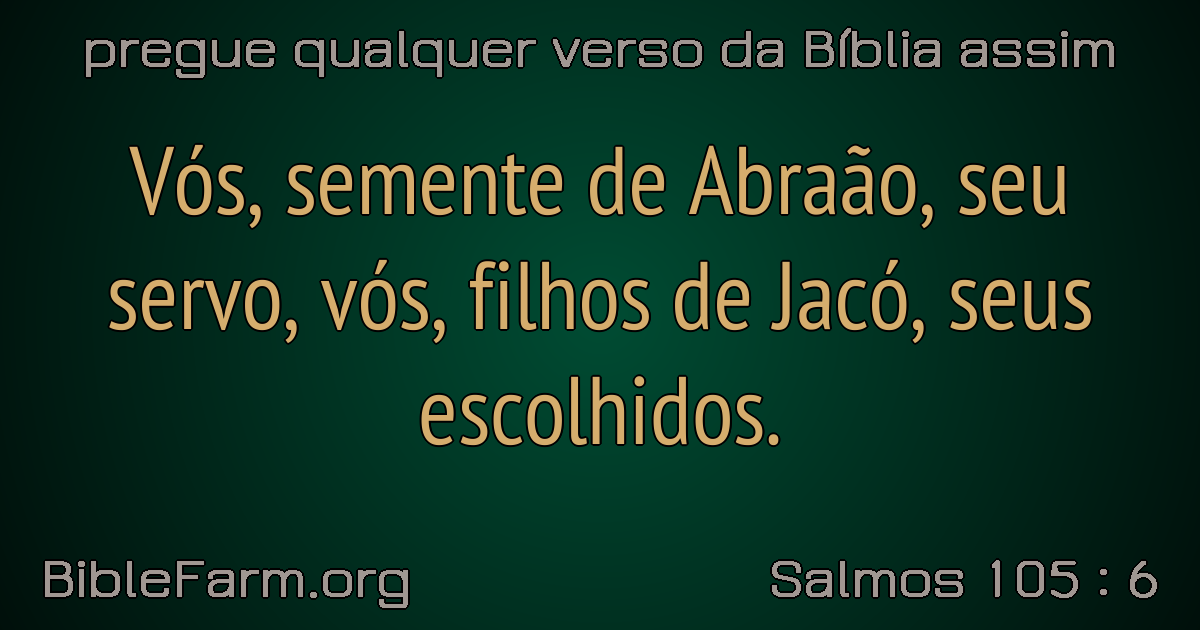 pregue qualquer verso da Bíblia assim
Vós, semente de Abraão, seu
servo, vós, filhos de Jacó, seus
escolhidos.
BibleFarm.org
Salmos 105 : 6